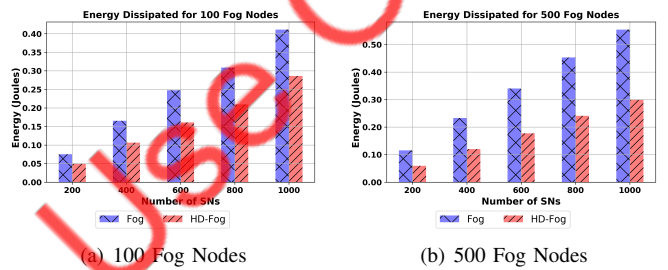 Energy Dissipated for 100 Fog Nodes
Energy (Joules)
0.40
0.35
0.30
0.25
0.20
0.15
0.10
0.05
0.00
200 400 600 800 1000
Number of SNs
Fog HD-Fog
(a) 100 Fog Nodes
Energy Dissipated for 500 Fog Nodes
Energy (Joules)
0.50
0.40
0.30
0.20
0.10
0.00
200 400 600 800 1000
Number of SNs
Fog HD-Fog
(b) 500 Fog Nodes
Use